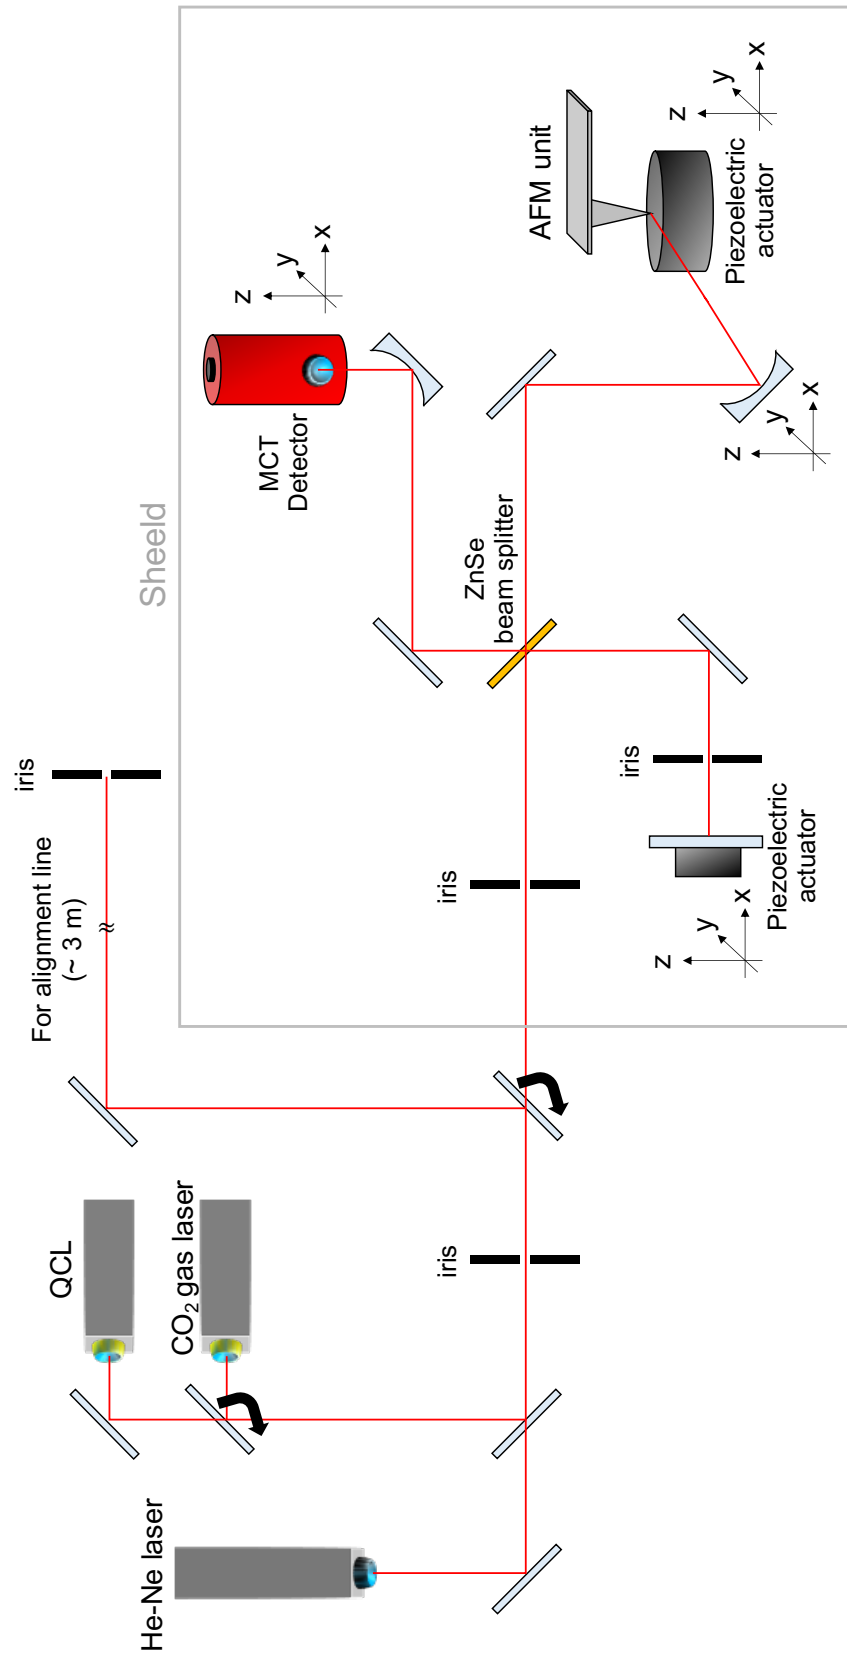 He-Ne laser
QCL
CO₂ gas laser
iris
For alignment line
(~ 3 m)
≈
iris
Sheeld
iris
ZnSe
beam splitter
MCT
Detector
z
y
x
AFM unit
Piezoelectric
actuator
z
y
x
z
y
x
iris
Piezoelectric
actuator
z
y
x